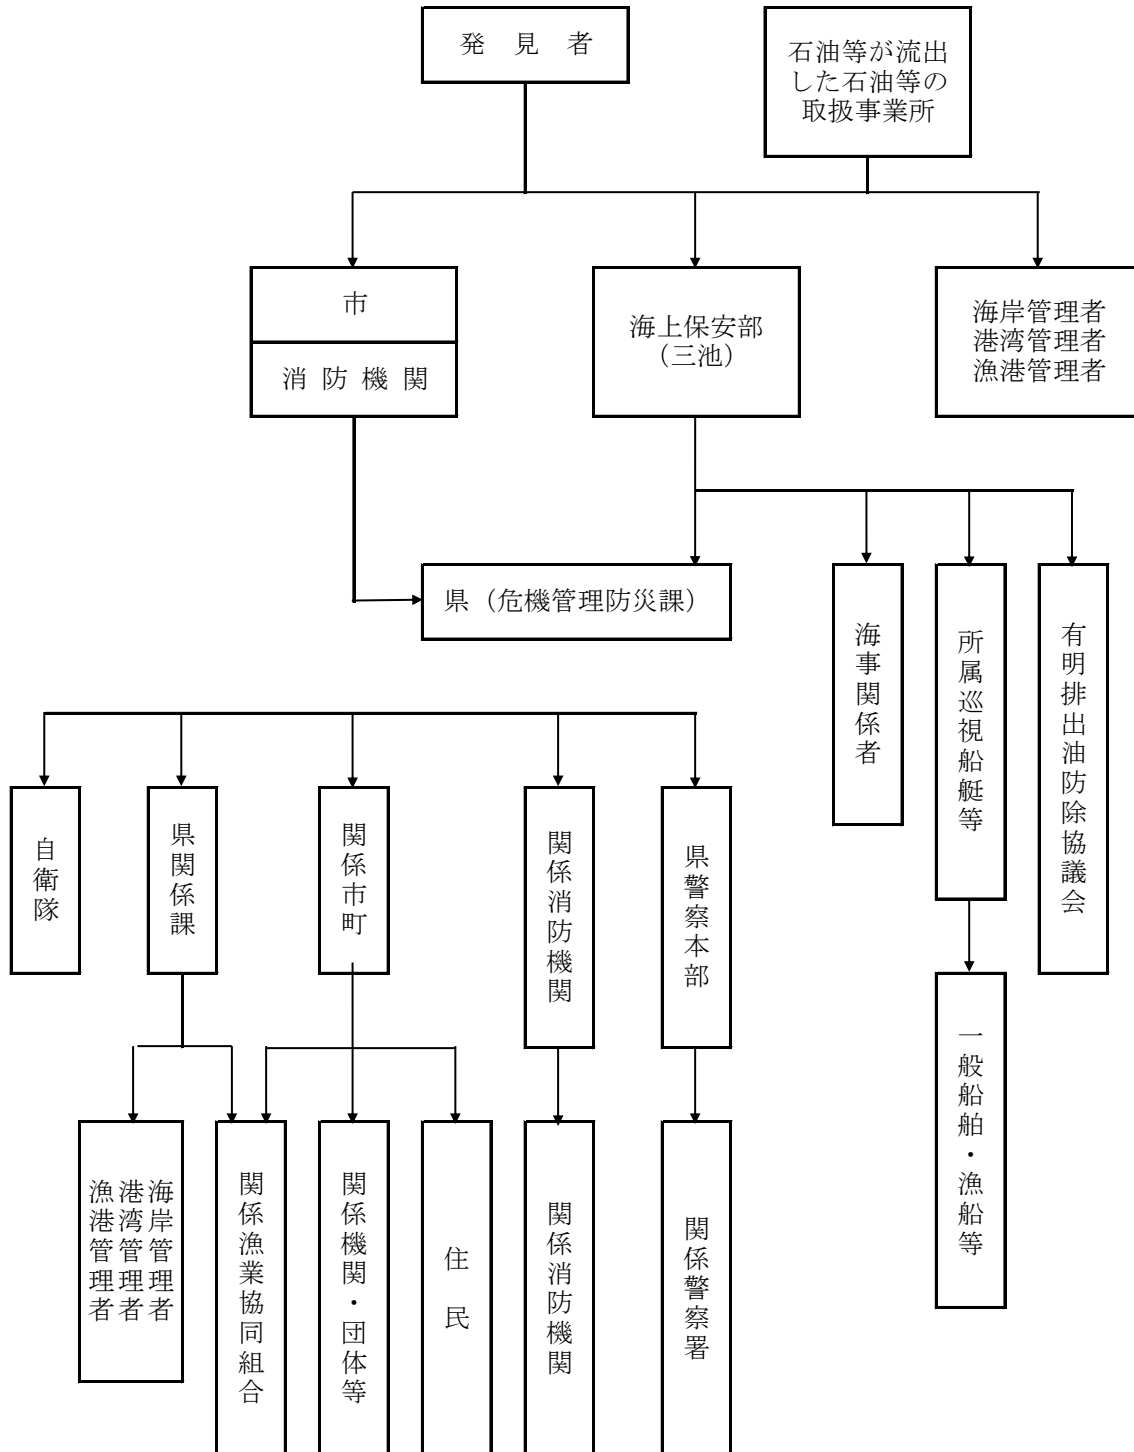 発見者
石油等が流出
した石油等の
取扱事業所
市
消防機関
海上保安部
（三池）
海岸管理者
港湾管理者
漁港管理者
県（危機管理防災課）
海事関係者
所属巡視船艇等
有明排出油防除協議会
自衛隊
県関係課
関係市町
関係消防機関
県警察本部
一般船舶・漁船等
海岸管理者
港湾管理者
漁港管理者
関係漁業協同組合
関係機関・団体等
住民
関係消防機関
関係警察署